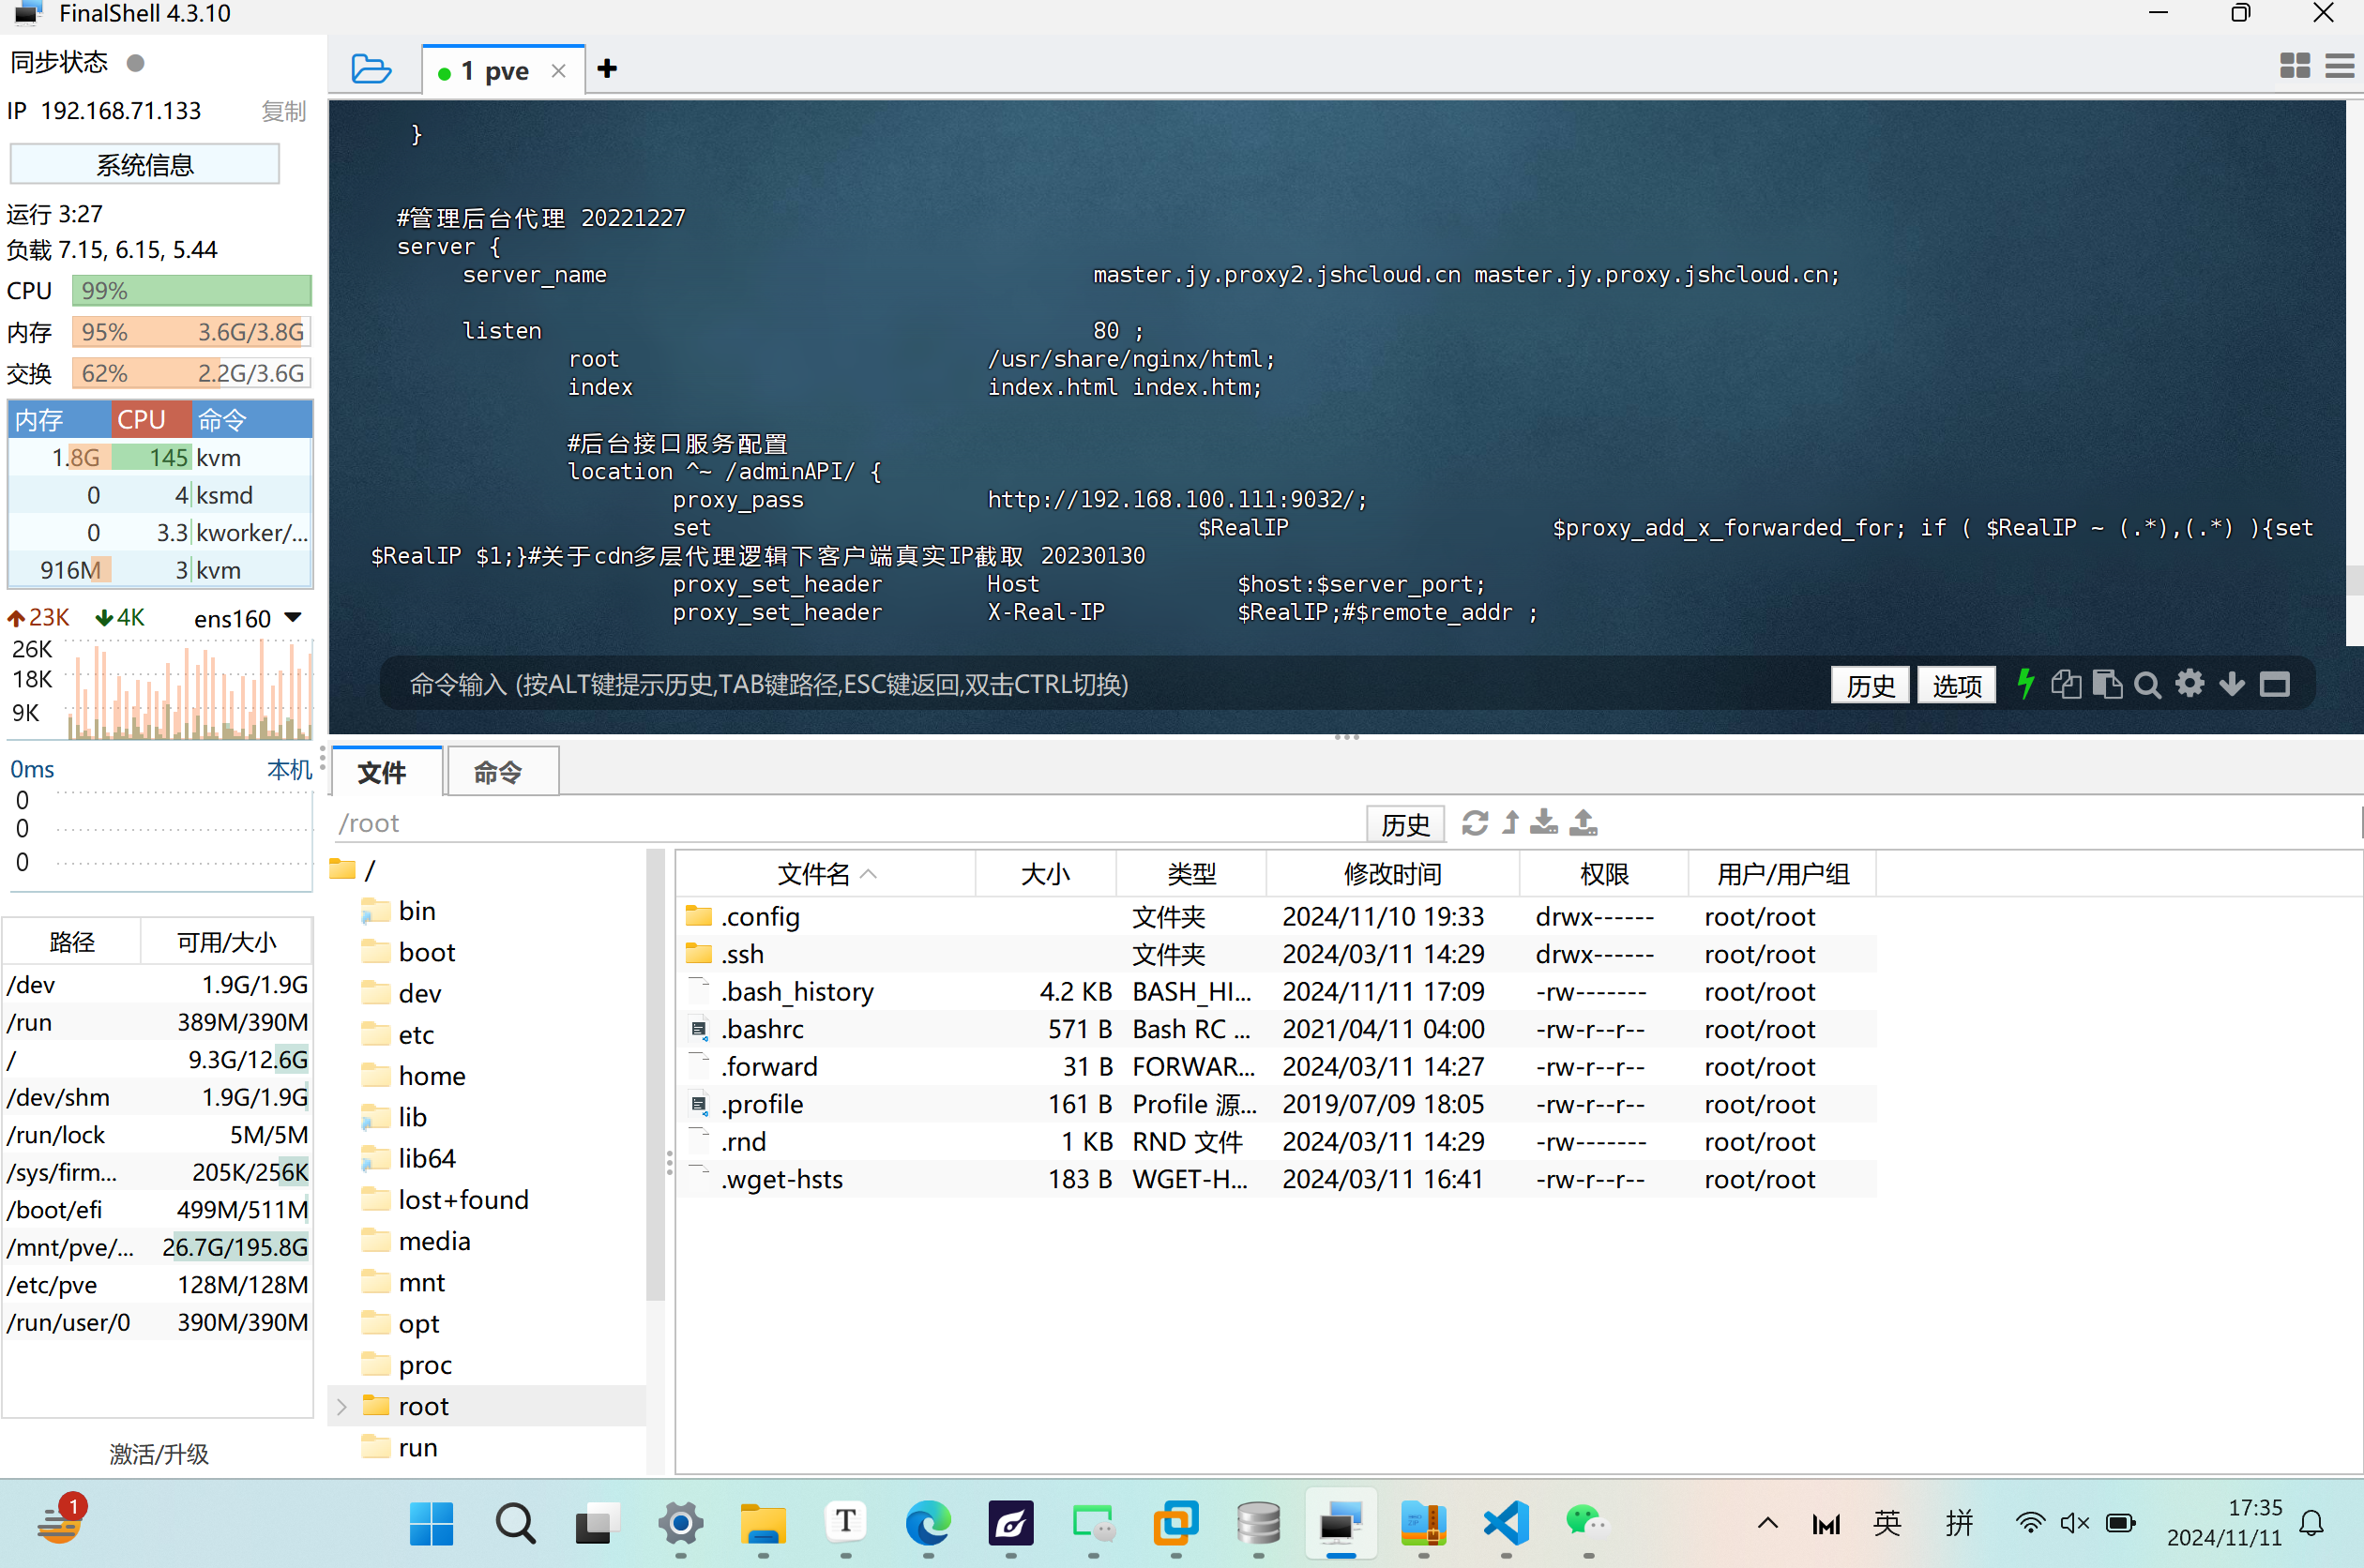 FinalShell 4.3.10
同步状态
IP 192.168.71.133 复制
系统信息
运行 3:27
负载 7.15, 6.15, 5.44
CPU 99%
内存 95% 3.6G/3.8G
交换 62% 2.2G/3.6G
内存 CPU 命令
1.8G 145 kvm
0 4 ksmd
0 3.3 kworker/...
916M 3 kvm
23K 4K ens160
26K
18K
9K
0ms 本机
0
0
0
路径 可用/大小
/dev 1.9G/1.9G
/run 389M/390M
/ 9.3G/12.6G
/dev/shm 1.9G/1.9G
/run/lock 5M/5M
/sys/firm... 205K/256K
/boot/efi 499M/511M
/mnt/pve/... 26.7G/195.8G
/etc/pve 128M/128M
/run/user/0 390M/390M
激活/升级
1 pve
}
#管理后台代理 20221227
server {
server_name master.jy.proxy2.jshcloud.cn master.jy.proxy.jshcloud.cn;
listen 80 ;
root /usr/share/nginx/html;
index index.html index.htm;
#后台接口服务配置
location ^~ /adminAPI/ {
proxy_pass http://192.168.100.111:9032/;
set $RealIP $proxy_add_x_forwarded_for; if ( $RealIP ~ (.*),(.*) ){set
$RealIP $1;}#关于cdn多层代理逻辑下客户端真实IP截取 20230130
proxy_set_header Host $host:$server_port;
proxy_set_header X-Real-IP $RealIP;#$remote_addr ;
命令输入 (按ALT键提示历史,TAB键路径,ESC键返回,双击CTRL切换) 历史 选项
文件 命令
/root 历史
/
bin
boot
dev
etc
home
lib
lib64
lost+found
media
mnt
opt
proc
root
run
文件名 大小 类型 修改时间 权限 用户/用户组
.config 文件夹 2024/11/10 19:33 drwx------ root/root
.ssh 文件夹 2024/03/11 14:29 drwx------ root/root
.bash_history 4.2 KB BASH_HI... 2024/11/11 17:09 -rw------- root/root
.bashrc 571 B Bash RC ... 2021/04/11 04:00 -rw-r--r-- root/root
.forward 31 B FORWAR... 2024/03/11 14:27 -rw-r--r-- root/root
.profile 161 B Profile 源... 2019/07/09 18:05 -rw-r--r-- root/root
.rnd 1 KB RND 文件 2024/03/11 14:29 -rw------- root/root
.wget-hsts 183 B WGET-H... 2024/03/11 16:41 -rw-r--r-- root/root
1
T
英 拼
17:35
2024/11/11